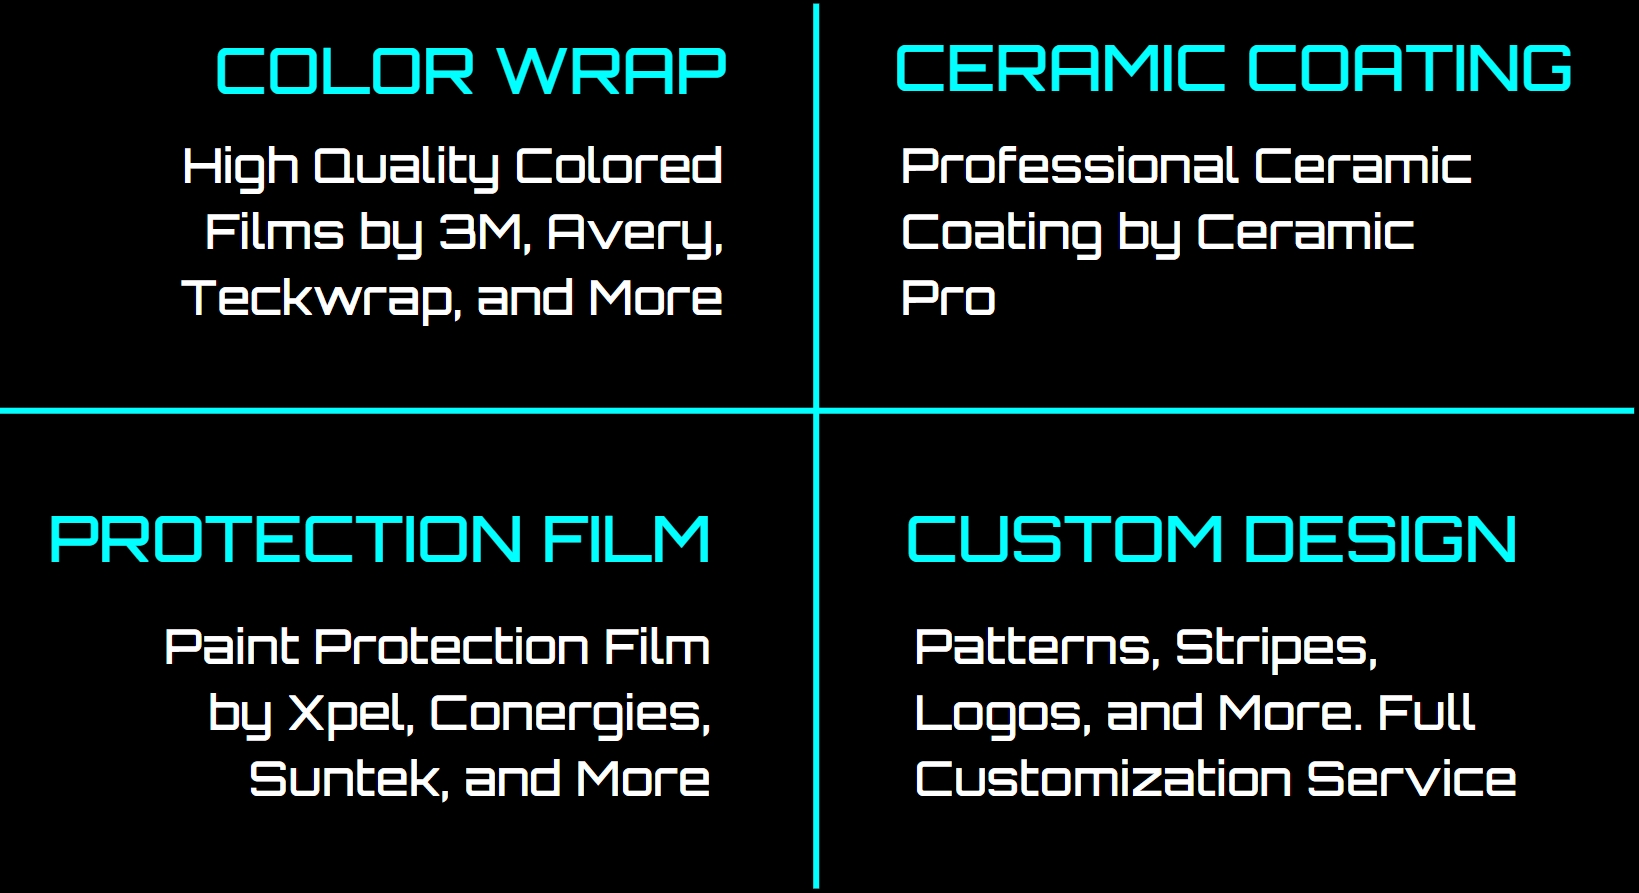 COLOR WRAP
High Quality Colored
Films by 3M, Avery,
Teckwrap, and More
CERAMIC COATING
Professional Ceramic
Coating by Ceramic
Pro
PROTECTION FILM
Paint Protection Film
by Xpel, Conergies,
Suntek, and More
CUSTOM DESIGN
Patterns, Stripes,
Logos, and More. Full
Customization Service